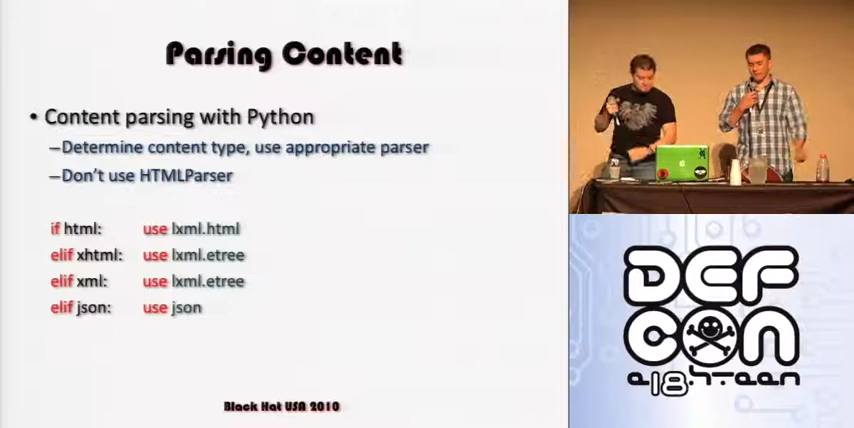 Parsing Content
• Content parsing with Python
–Determine content type, use appropriate parser
–Don't use HTMLParser
if html: use lxml.html
elif xhtml: use lxml.etree
elif xml: use lxml.etree
elif json: use json
Black Hat USA 2010
DEF
CON
e18h.teen